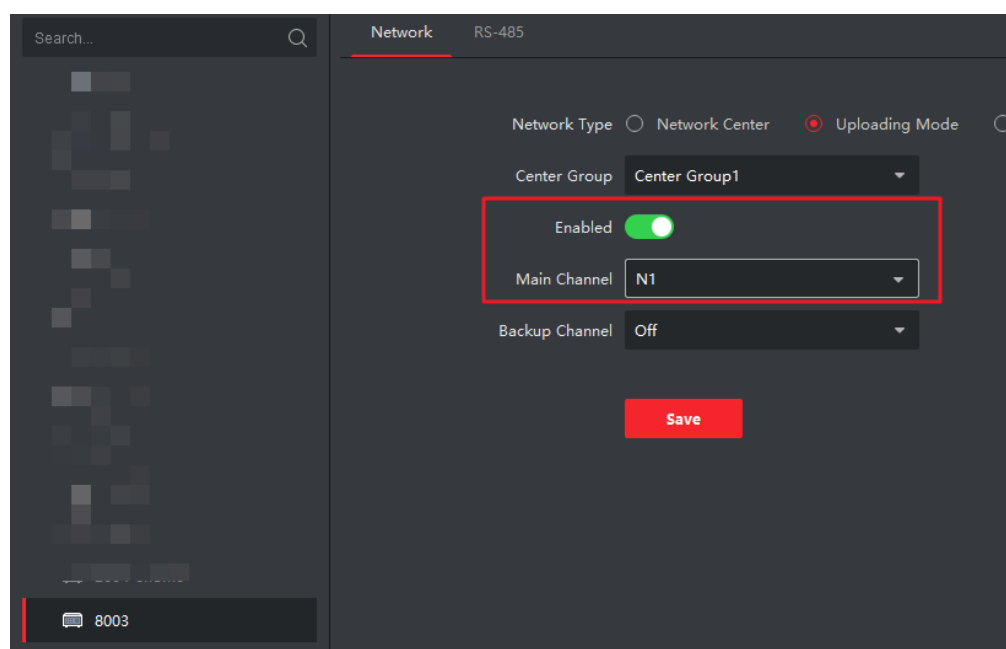 Search...
Network RS-485
Network Type Network Center Uploading Mode
Center Group Center Group1
Enabled
Main Channel N1
Backup Channel Off
Save
8003